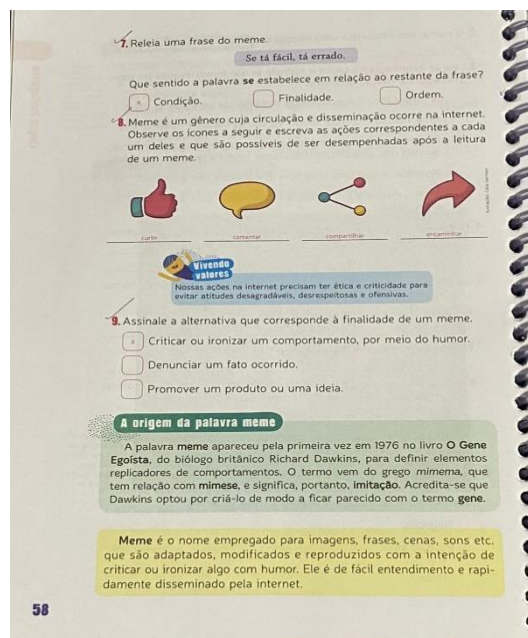 7. Releia uma frase do meme.
Se tá fácil, tá errado.
Que sentido a palavra se estabelece em relação ao restante da frase?
x Condição. Finalidade. Ordem.
8. Meme é um gênero cuja circulação e disseminação ocorre na internet.
Observe os ícones a seguir e escreva as ações correspondentes a cada
um deles e que são possíveis de ser desempenhadas após a leitura
de um meme.
curtir comentar compartilhar encaminhar
Vivendo
valores
Nossas ações na internet precisam ter ética e criticidade para
evitar atitudes desagradáveis, desrespeitosas e ofensivas.
9. Assinale a alternativa que corresponde à finalidade de um meme.
x Criticar ou ironizar um comportamento, por meio do humor.
Denunciar um fato ocorrido.
Promover um produto ou uma ideia.
A origem da palavra meme
A palavra meme apareceu pela primeira vez em 1976 no livro O Gene
Egoísta, do biólogo britânico Richard Dawkins, para definir elementos
replicadores de comportamentos. O termo vem do grego mimema, que
tem relação com mimese, e significa, portanto, imitação. Acredita-se que
Dawkins optou por criá-lo de modo a ficar parecido com o termo gene.
Meme é o nome empregado para imagens, frases, cenas, sons etc.
que são adaptados, modificados e reproduzidos com a intenção de
criticar ou ironizar algo com humor. Ele é de fácil entendimento e rapi-
damente disseminado pela internet.
58